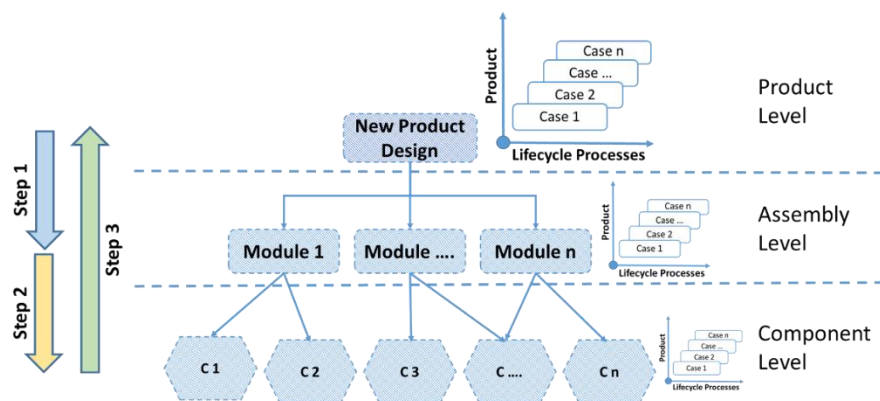 Case n
Case ...
Case 2
Case 1
Product
Lifecycle Processes
Product
Level
New Product
Design
Step 1
Step 3
Step 2
Module 1
Module ....
Module n
Case n
Case ...
Case 2
Case 1
Product
Lifecycle Processes
Assembly
Level
C 1
C 2
C 3
C ....
C n
Case n
Case ...
Case 2
Case 1
Product
Lifecycle Processes
Component
Level